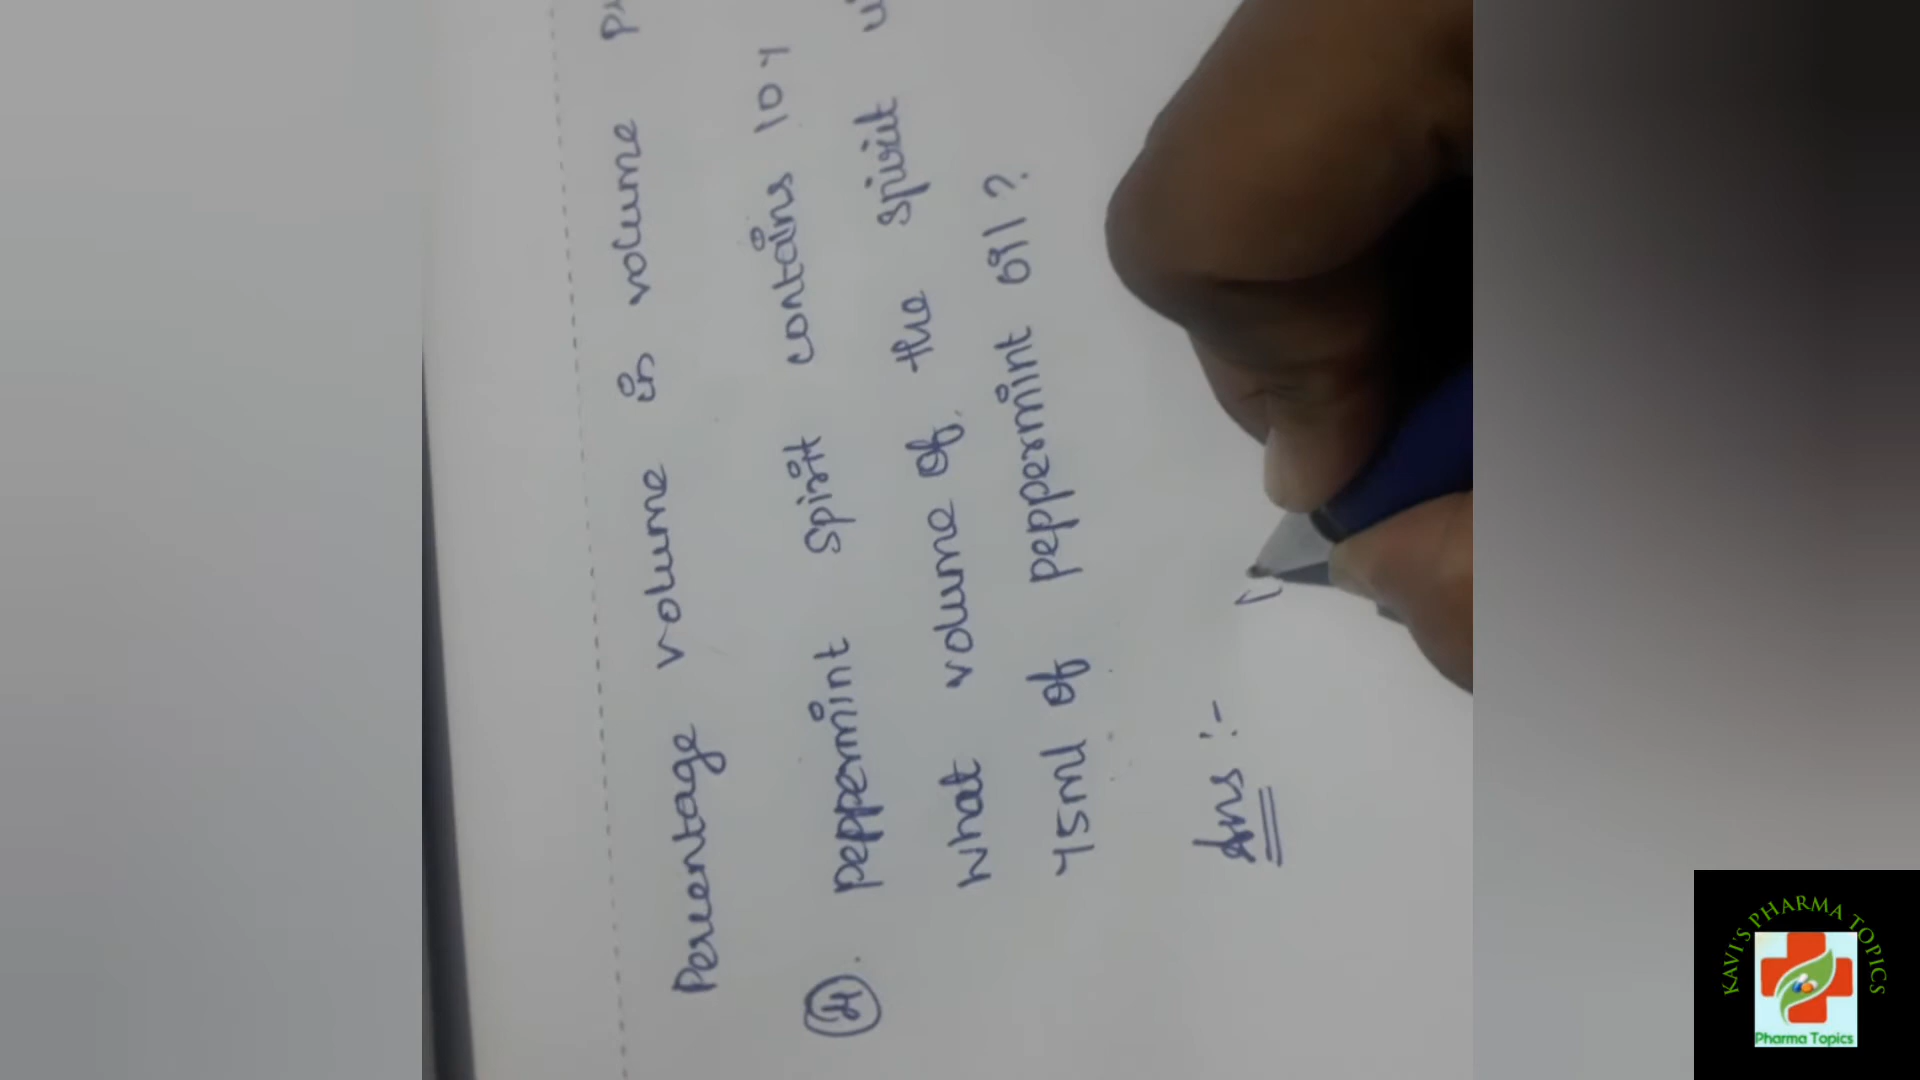 Percentage volume in volume
4. peppermint spirit contains 10 %
What volume of the spirit
75ml of peppermint oil?
Ans :-
KAVI'S PHARMA TOPICS
Pharma Topics